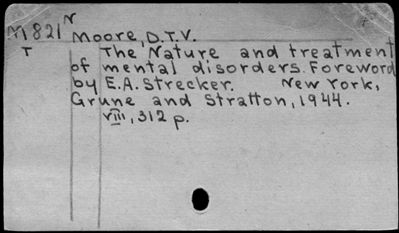 M821N Moore, D.T.V.
T The Nature and treatment
of mental disorders. Foreword
by E.A. Strecker. New York,
Grune and Stratton, 1944.
VIII, 312 p.